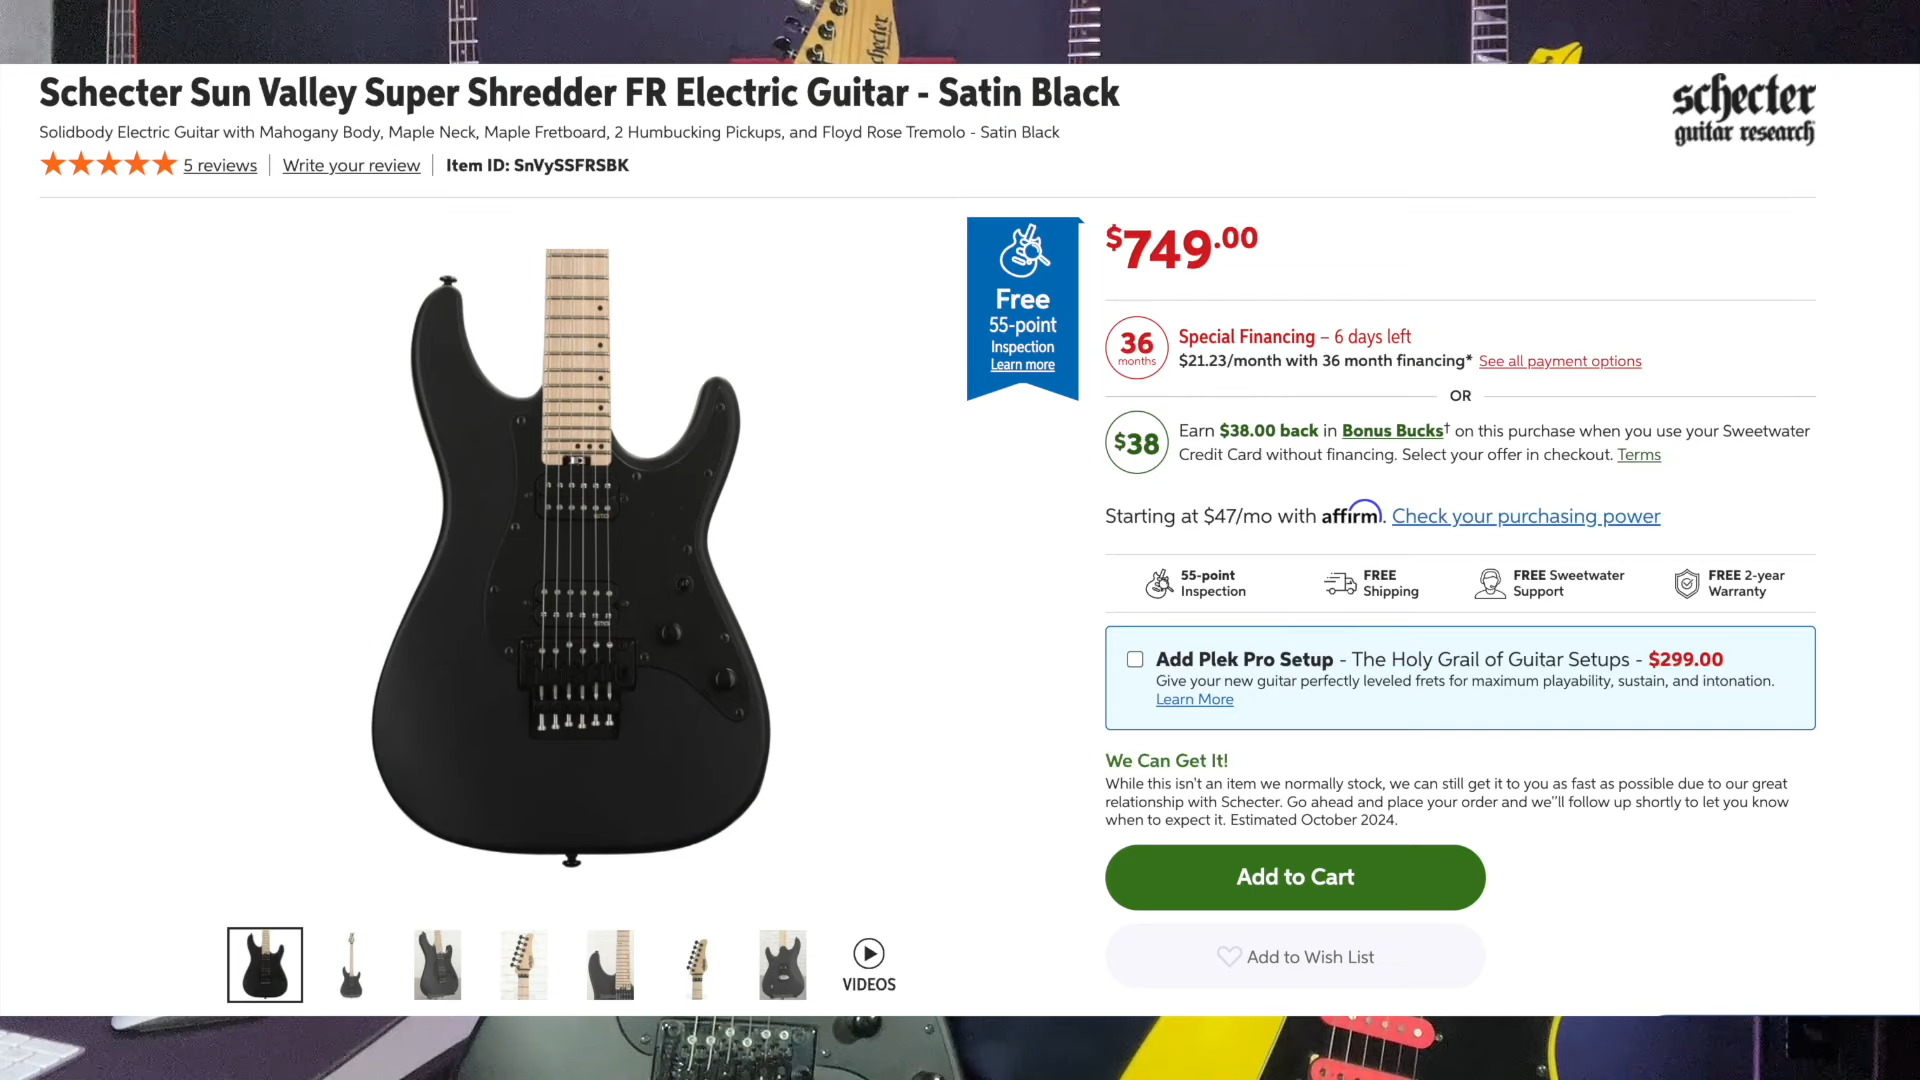 schecter
Schecter Sun Valley Super Shredder FR Electric Guitar - Satin Black
Solidbody Electric Guitar with Mahogany Body, Maple Neck, Maple Fretboard, 2 Humbucking Pickups, and Floyd Rose Tremolo - Satin Black
5 reviews
Write your review
Item ID: SnVySSFRSBK
schecter
guitar research
Free
55-point
Inspection
Learn more
$749.00
36
months
Special Financing – 6 days left
$21.23/month with 36 month financing* See all payment options
OR
$38
Earn $38.00 back in Bonus Bucks† on this purchase when you use your Sweetwater
Credit Card without financing. Select your offer in checkout. Terms
Starting at $47/mo with affirm. Check your purchasing power
55-point
Inspection
FREE
Shipping
FREE Sweetwater
Support
FREE 2-year
Warranty
Add Plek Pro Setup - The Holy Grail of Guitar Setups - $299.00
Give your new guitar perfectly leveled frets for maximum playability, sustain, and intonation.
Learn More
We Can Get It!
While this isn't an item we normally stock, we can still get it to you as fast as possible due to our great
relationship with Schecter. Go ahead and place your order and we''ll follow up shortly to let you know
when to expect it. Estimated October 2024.
Add to Cart
Add to Wish List
VIDEOS